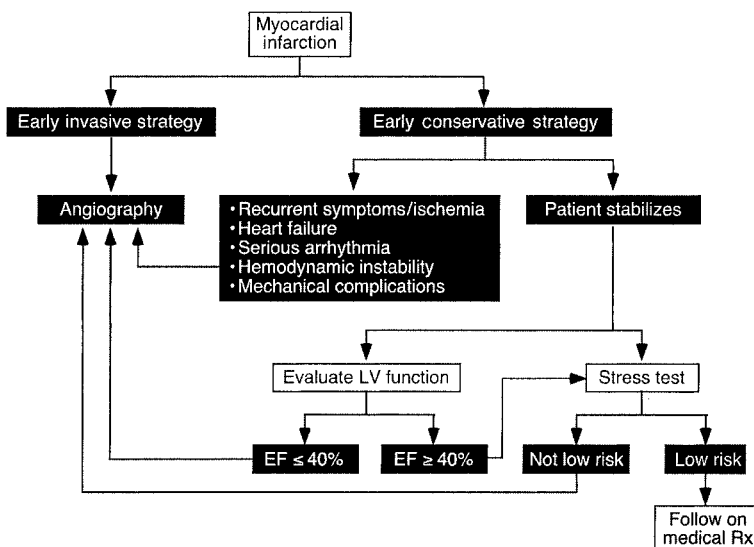 Myocardial
infarction
Early invasive strategy
Early conservative strategy
Angiography
• Recurrent symptoms/ischemia
• Heart failure
• Serious arrhythmia
• Hemodynamic instability
• Mechanical complications
Patient stabilizes
Evaluate LV function
Stress test
EF ≤ 40%
EF ≥ 40%
Not low risk
Low risk
Follow on
medical Rx